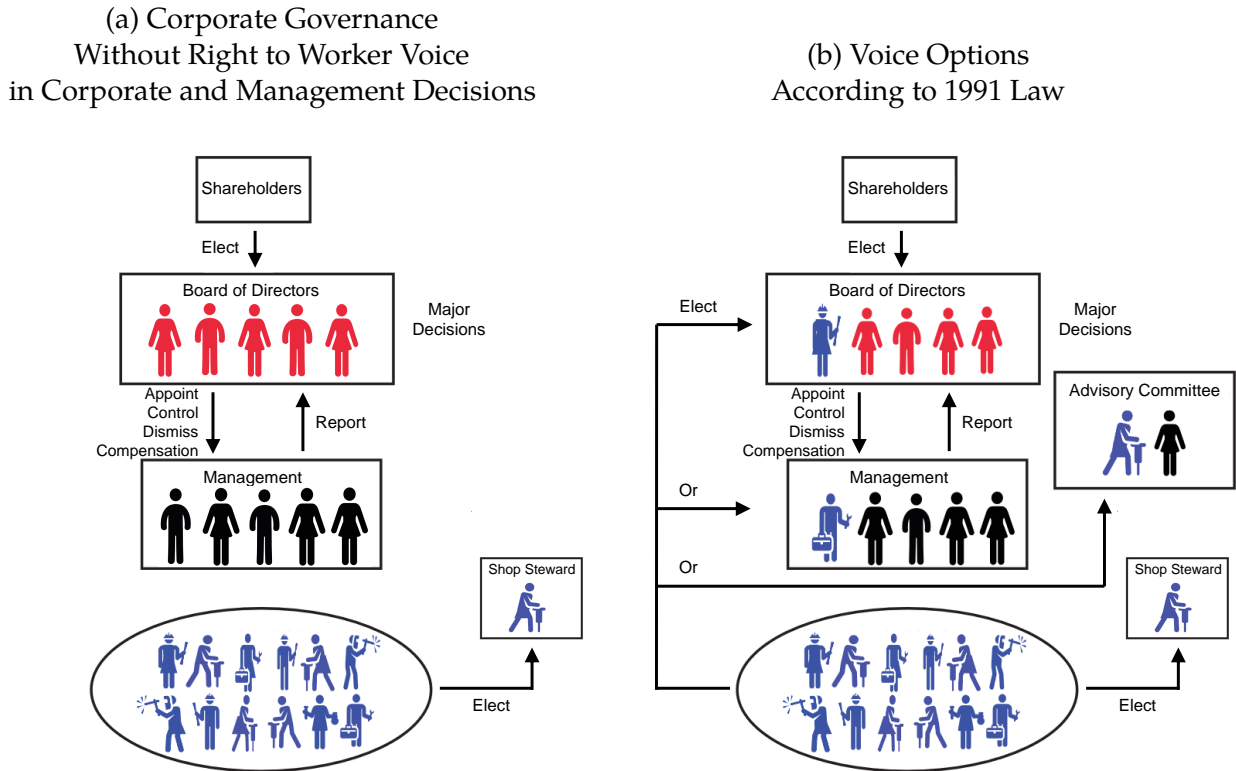 (a) Corporate Governance
Without Right to Worker Voice
in Corporate and Management Decisions
Shareholders
Elect
Board of Directors
Major
Decisions
Appoint
Control
Dismiss
Compensation
Report
Management
Shop Steward
Elect
(b) Voice Options
According to 1991 Law
Shareholders
Elect
Elect
Board of Directors
Major
Decisions
Appoint
Control
Dismiss
Compensation
Report
Advisory Committee
Or
Management
Or
Shop Steward
Elect